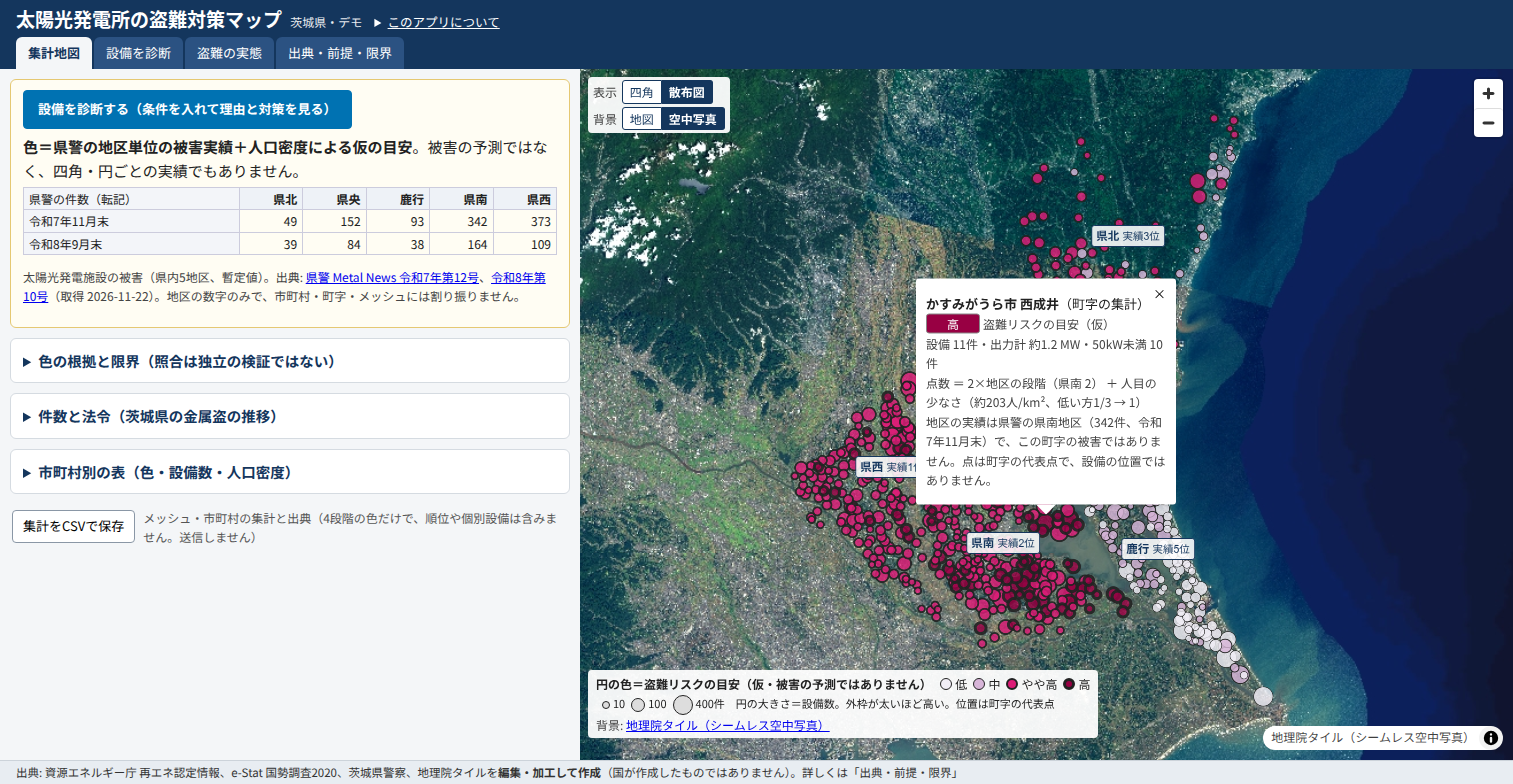 太陽光発電所の盗難対策マップ 茨城県・デモ ▶ このアプリについて
集計地図 設備を診断 盗難の実態 出典・前提・限界
設備を診断する（条件を入れて理由と対策を見る）
色＝県警の地区単位の被害実績＋人口密度による仮の目安。被害の予測ではな
く、四角・円ごとの実績でもありません。
県警の件数（転記） 県北 県央 鹿行 県南 県西
令和7年11月末 49 152 93 342 373
令和8年9月末 39 84 38 164 109
太陽光発電施設の被害（県内5地区、暫定値）。出典: 県警 Metal News 令和7年第12号、令和8年第
10号（取得 2026-11-22）。地区の数字のみで、市町村・町字・メッシュには割り振りません。
▶ 色の根拠と限界（照合は独立の検証ではない）
▶ 件数と法令（茨城県の金属盗の推移）
▶ 市町村別の表（色・設備数・人口密度）
集計をCSVで保存
メッシュ・市町村の集計と出典（4段階の色だけで、順位や個別設備は含みま
せん。送信しません）
表示 四角 散布図
背景 地図 空中写真
+
−
県北 実績3位
かすみがうら市 西成井（町字の集計） ×
高 盗難リスクの目安（仮）
設備 11件・出力計 約1.2 MW・50kW未満 10
件
点数 ＝ 2×地区の段階（県南 2） ＋ 人目の
少なさ（約203人/km²、低い方1/3 → 1）
地区の実績は県警の県南地区（342件、令和
7年11月末）で、この町字の被害ではありま
せん。点は町字の代表点で、設備の位置では
ありません。
県西 実績1
県南 実績2位
鹿行 実績5位
円の色＝盗難リスクの目安（仮・被害の予測ではありません） 低 中 やや高 高
10 100 400件 円の大きさ＝設備数。外枠が太いほど高い。位置は町字の代表点
背景: 地理院タイル（シームレス空中写真）
地理院タイル（シームレス空中写真）
出典: 資源エネルギー庁 再エネ認定情報、e-Stat 国勢調査2020、茨城県警察、地理院タイルを編集・加工して作成（国が作成したものではありません）。詳しくは「出典・前提・限界」